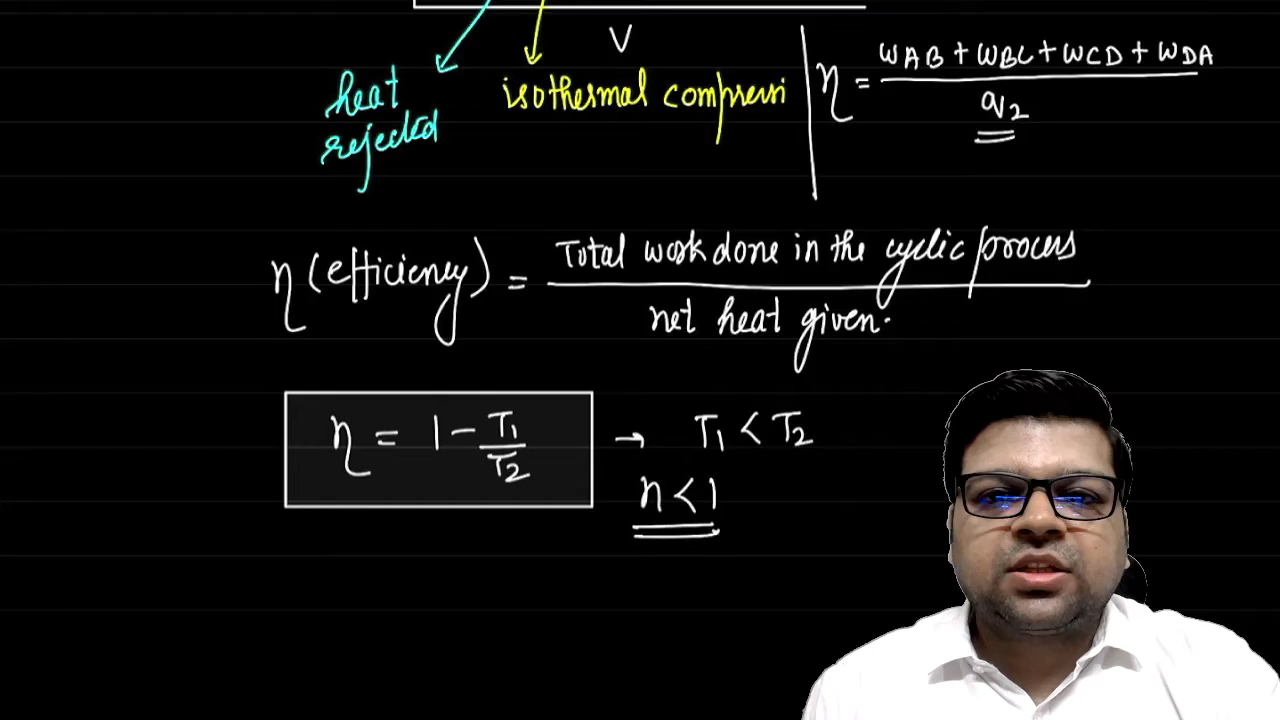 V
heat
rejected
isothermal compressi
η = WAB + WBC + WCD + WDA / q2
η (efficiency) = Total work done in the cyclic process / net heat given.
η = 1 - T1/T2 → T1 < T2
η < 1